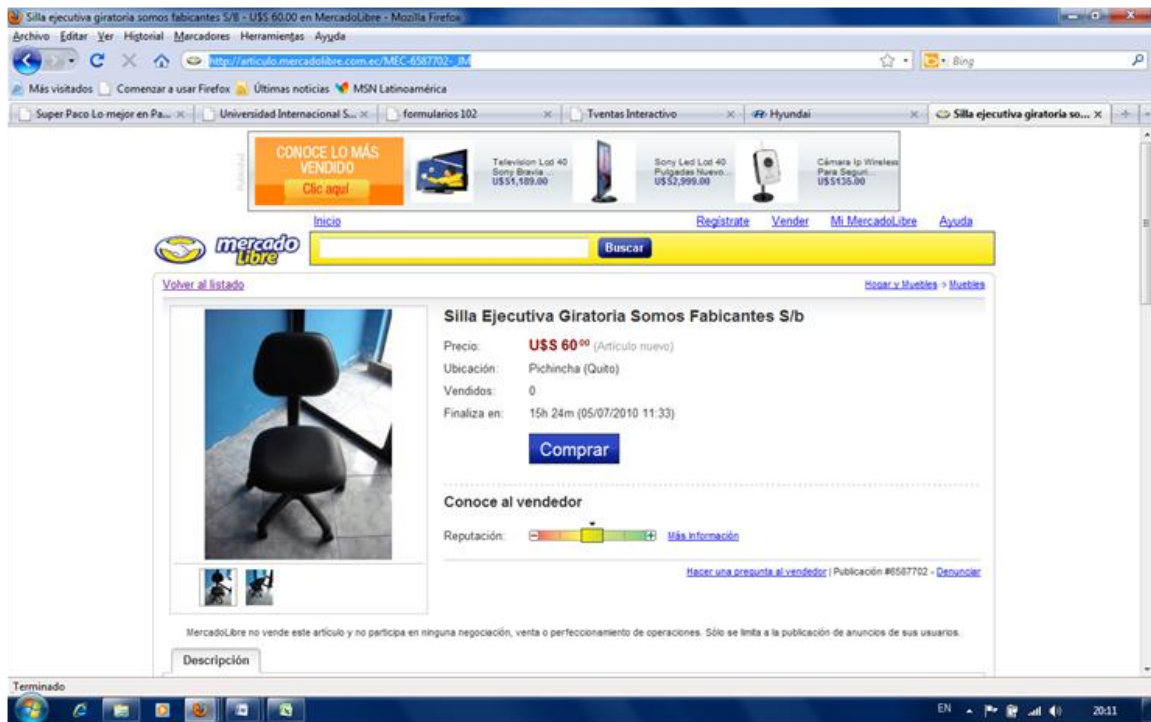 Silla ejecutiva giratoria somos fabicantes S/B - U$S 60.00 en MercadoLibre - Mozilla Firefox
Archivo Editar Ver Historial Marcadores Herramientas Ayuda
http://articulo.mercadolibre.com.ec/MEC-6587702-_JM
Bing
Más visitados Comenzar a usar Firefox Últimas noticias MSN Latinoamérica
Super Paco Lo mejor en Pa... Universidad Internacional S... formularios 102 Tventas Interactivo Hyundai Silla ejecutiva giratoria so...
Publicidad
CONOCE LO MÁS
VENDIDO
Clic aquí
Television Lcd 40
Sony Bravia ...
U$S1,189.00
Sony Led Lcd 40
Pulgadas Nuevo...
U$S2,999.00
Cámara Ip Wireless
Para Seguri...
U$S135.00
Inicio Regístrate Vender Mi MercadoLibre Ayuda
mercado
libre
Buscar
Volver al listado Hogar y Muebles > Muebles
Silla Ejecutiva Giratoria Somos Fabicantes S/b
Precio: U$S 60 00 (Artículo nuevo)
Ubicación: Pichincha (Quito)
Vendidos: 0
Finaliza en: 15h 24m (05/07/2010 11:33)
Comprar
Conoce al vendedor
Reputación: Más información
Hacer una pregunta al vendedor | Publicación #6587702 - Denunciar
MercadoLibre no vende este artículo y no participa en ninguna negociación, venta o perfeccionamiento de operaciones. Sólo se limita a la publicación de anuncios de sus usuarios.
Descripción
Terminado
EN 20:11